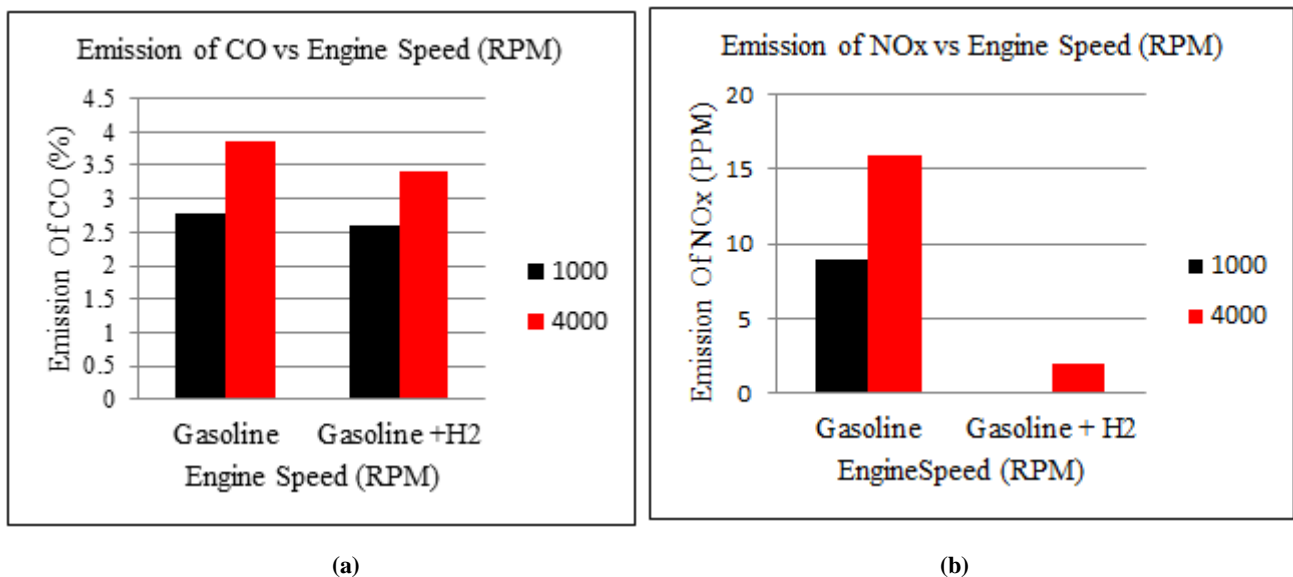 Emission of CO vs Engine Speed (RPM)
Emission Of CO (%)
4.5
4
3.5
3
2.5
2
1.5
1
0.5
0
Gasoline
Gasoline +H2
Engine Speed (RPM)
1000
4000
(a)
Emission of NOx vs Engine Speed (RPM)
Emission Of NOx (PPM)
20
15
10
5
0
Gasoline
Gasoline + H2
EngineSpeed (RPM)
1000
4000
(b)